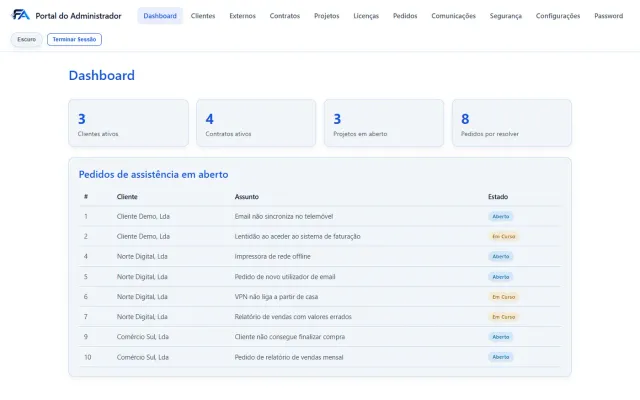 FA Portal do Administrador Dashboard Clientes Externos Contratos Projetos Licenças Pedidos Comunicações Segurança Configurações Password
Escuro Terminar Sessão
Dashboard
3 4 3 8
Clientes ativos Contratos ativos Projetos em aberto Pedidos por resolver
Pedidos de assistência em aberto
# Cliente Assunto Estado
1 Cliente Demo, Lda Email não sincroniza no telemóvel Aberto
2 Cliente Demo, Lda Lentidão ao aceder ao sistema de faturação Em Curso
4 Norte Digital, Lda Impressora de rede offline Aberto
5 Norte Digital, Lda Pedido de novo utilizador de email Aberto
6 Norte Digital, Lda VPN não liga a partir de casa Em Curso
7 Norte Digital, Lda Relatório de vendas com valores errados Em Curso
9 Comércio Sul, Lda Cliente não consegue finalizar compra Aberto
10 Comércio Sul, Lda Pedido de relatório de vendas mensal Aberto